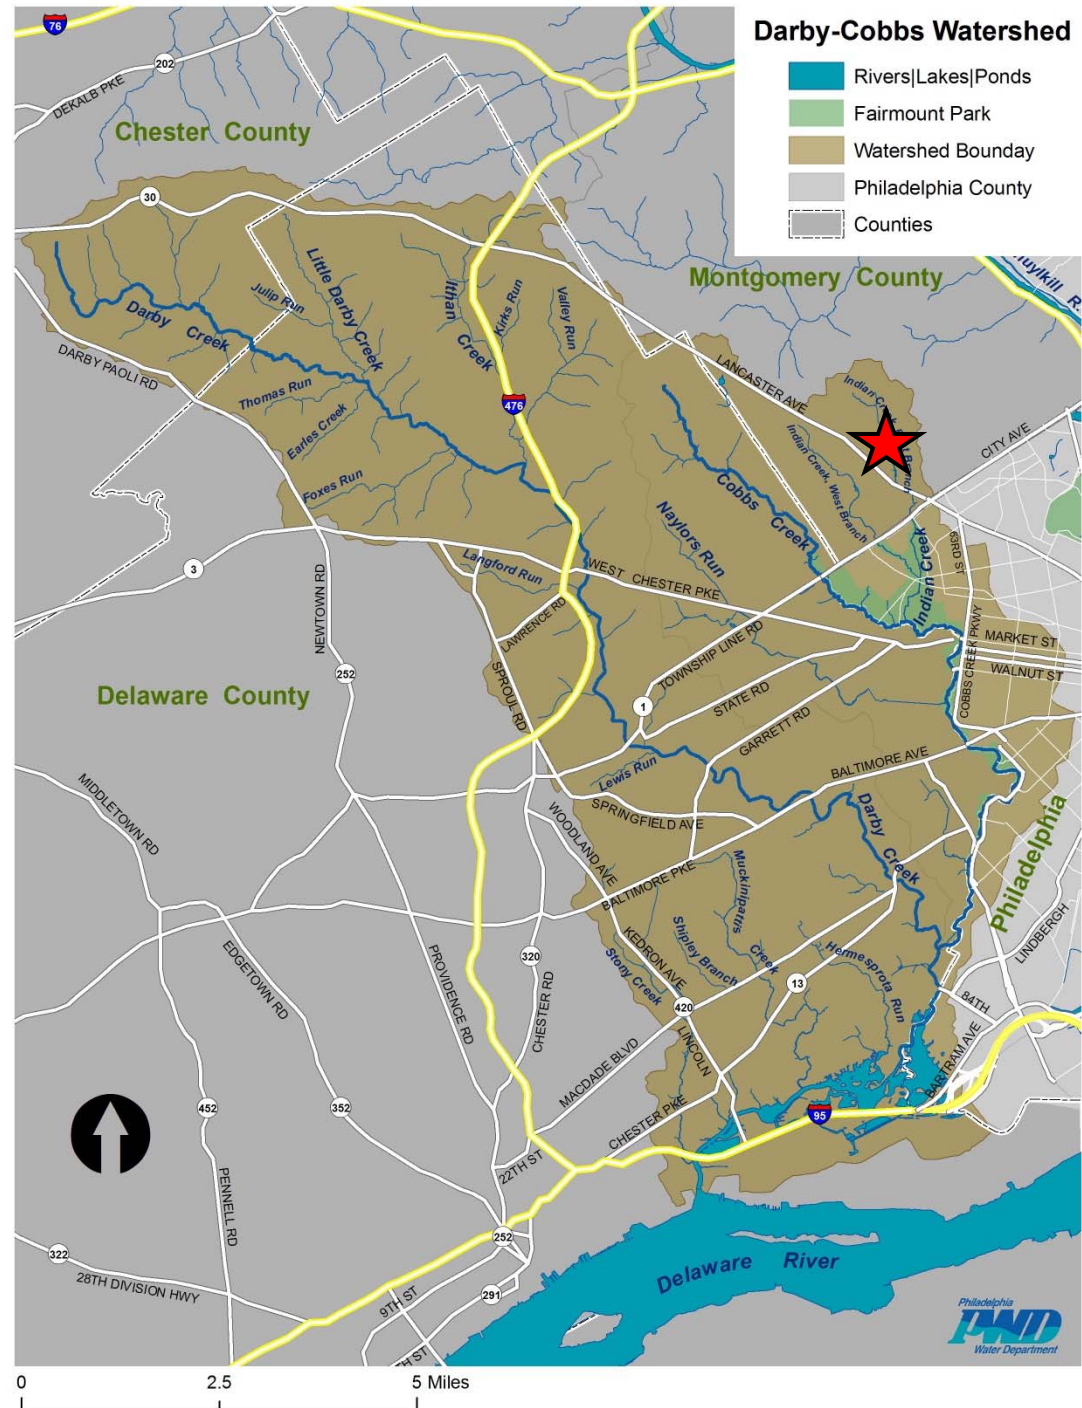 Darby-Cobbs Watershed
Rivers|Lakes|Ponds
Fairmount Park
Watershed Bounday
Philadelphia County
Counties
76
202
DEKALB PKE
Chester County
30
Montgomery County
Julip Run
Little Darby Creek
Ithan Creek
Kirks Run
Valley Run
Darby Creek
DARBY PAOLI RD
Thomas Run
Earles Creek
Foxes Run
476
LANCASTER AVE
CITY AVE
Indian Creek, West Branch
Cobbs Creek
Naylors Run
Indian Creek
63RD ST
3
Langford Run
WEST CHESTER PKE
LAWRENCE RD
NEWTOWN RD
252
SPROUL RD
TOWNSHIP LINE RD
1
STATE RD
GARRETT RD
MARKET ST
WALNUT ST
COBBS CREEK PKWY
Delaware County
Lewis Run
BALTIMORE AVE
MIDDLETOWN RD
WOODLAND AVE
SPRINGFIELD AVE
Darby Creek
BALTIMORE PKE
Philadelphia
Muckinipattis Creek
Shipley Branch
Stony Creek
KEDRON AVE
Hermesprota Run
LINDBERGH
EDGETOWN RD
PROVIDENCE RD
320
CHESTER RD
420
13
84TH
LINCOLN
BARTRAM AVE
MACDADE BLVD
CHESTER PKE
95
452
352
22TH ST
PENNELL RD
252
322
28TH DIVISION HWY
9TH ST
291
TH ST
Delaware River
Philadelphia
PWD
Water Department
0 2.5 5 Miles